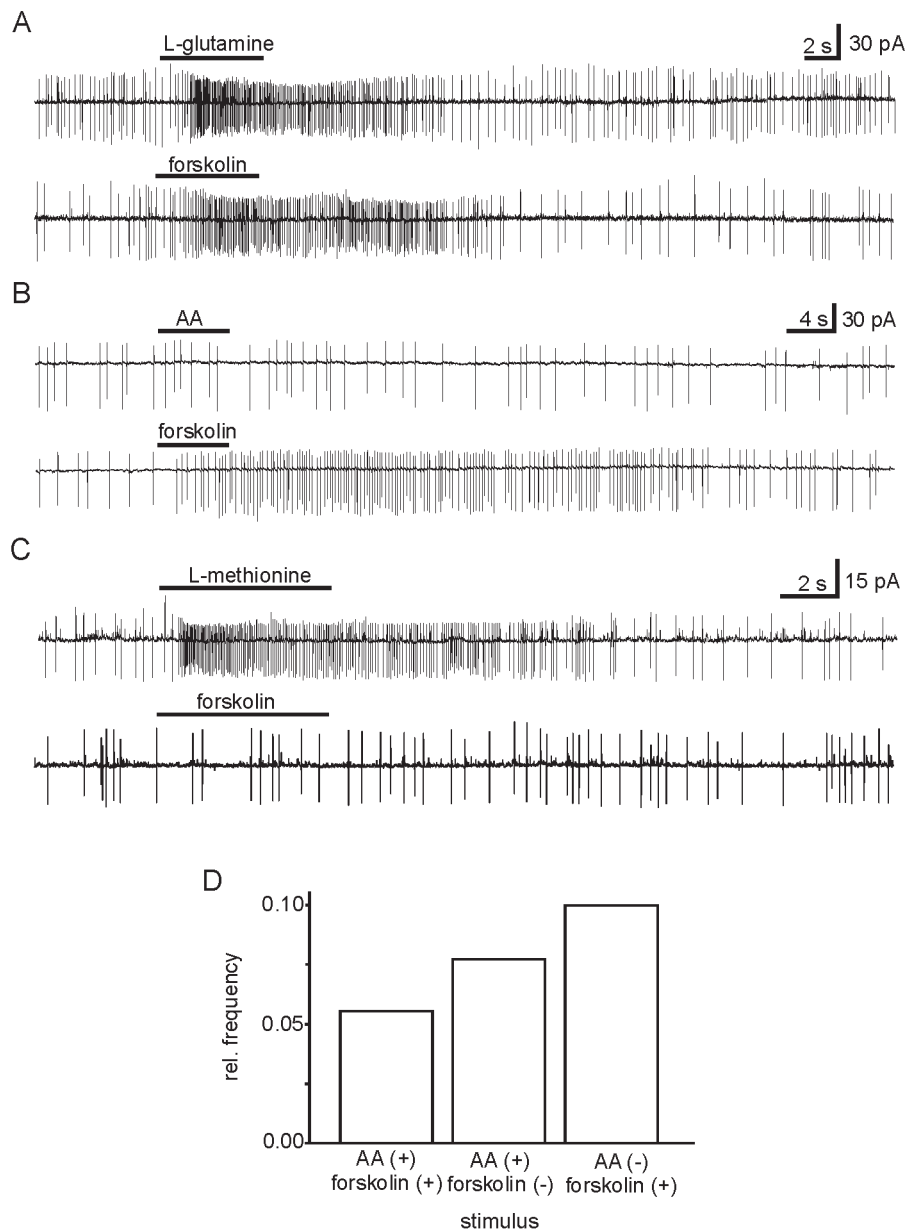 A
L-glutamine
2 s 30 pA
forskolin
B
AA
4 s 30 pA
forskolin
C
L-methionine
2 s 15 pA
forskolin
D
0.10
0.05
0.00
rel. frequency
AA (+) AA (+) AA (-)
forskolin (+) forskolin (-) forskolin (+)
stimulus